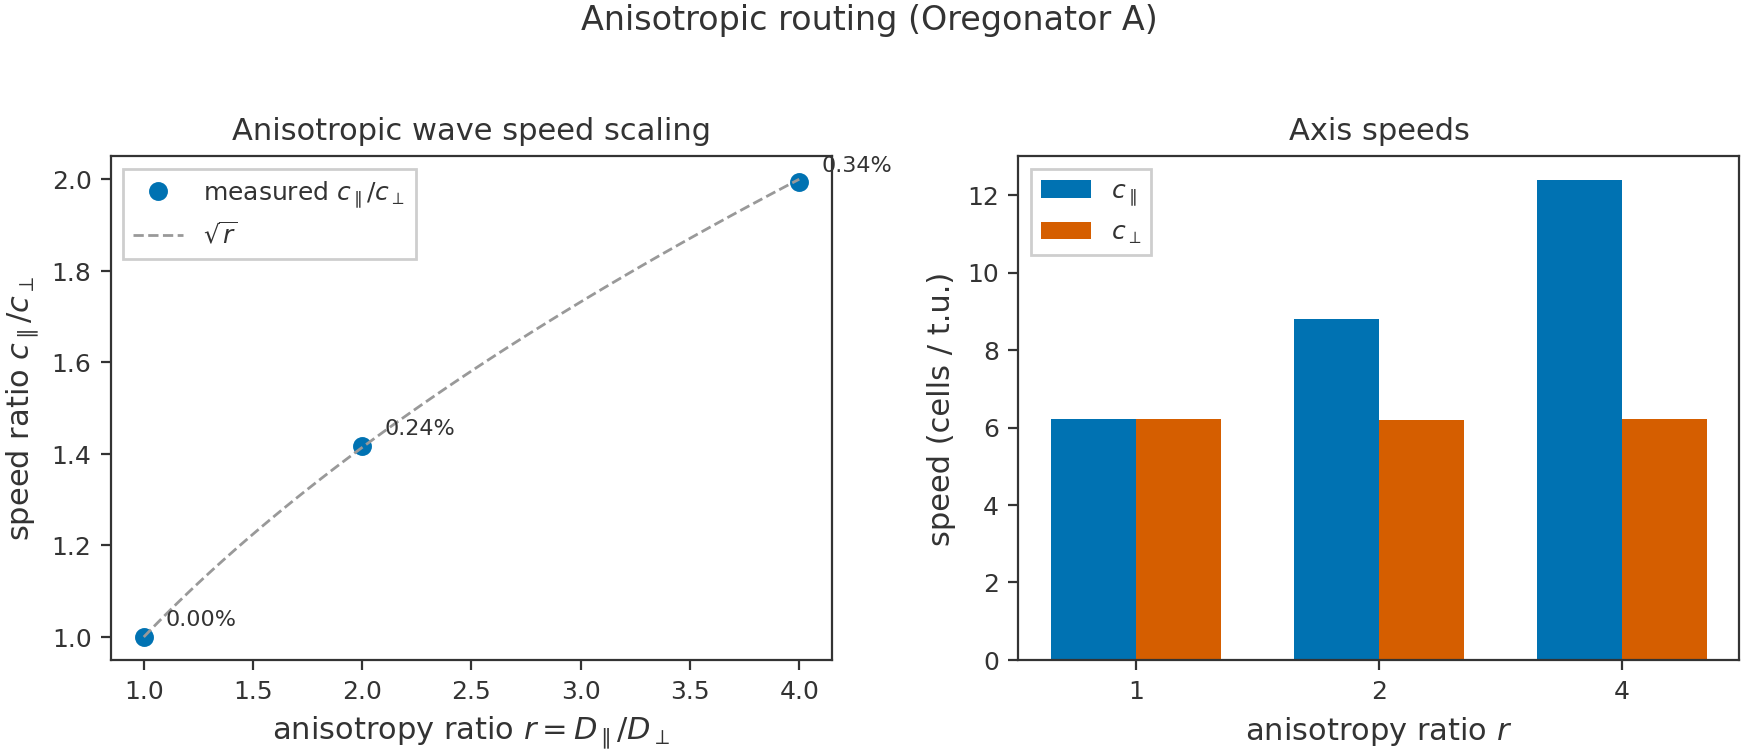 Anisotropic routing (Oregonator A)
Anisotropic wave speed scaling
measured c∥/c⊥
√r
0.00%
0.24%
0.34%
2.0
1.8
1.6
1.4
1.2
1.0
speed ratio c∥/c⊥
1.0 1.5 2.0 2.5 3.0 3.5 4.0
anisotropy ratio r = D∥/D⊥
Axis speeds
c∥
c⊥
12
10
8
6
4
2
0
speed (cells / t.u.)
1 2 4
anisotropy ratio r